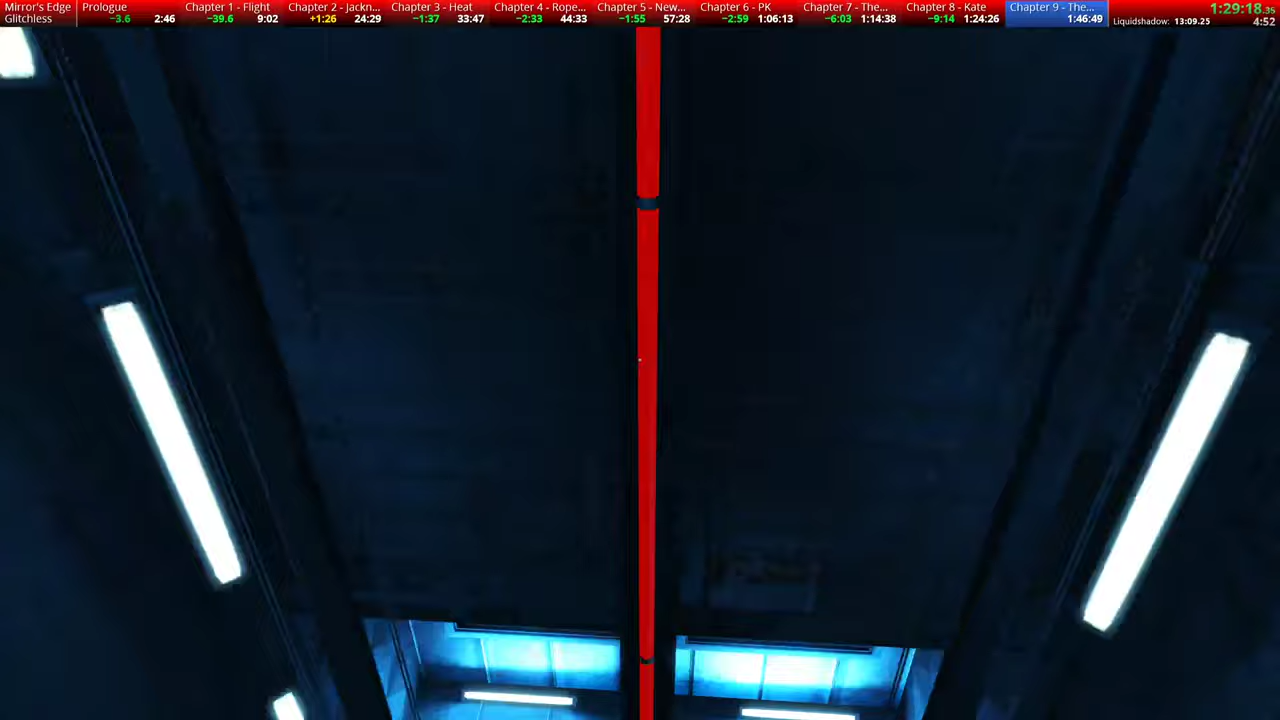 Mirror's Edge
Glitchless
Prologue
−3.6 2:46
Chapter 1 - Flight
−39.6 9:02
Chapter 2 - Jackn...
+1:26 24:29
Chapter 3 - Heat
−1:37 33:47
Chapter 4 - Rope...
−2:33 44:33
Chapter 5 - New...
−1:55 57:28
Chapter 6 - PK
−2:59 1:06:13
Chapter 7 - The...
−6:03 1:14:38
Chapter 8 - Kate
−9:14 1:24:26
Chapter 9 - The...
1:46:49
1:29:18.35
Liquidshadow: 13:09.25 4:52